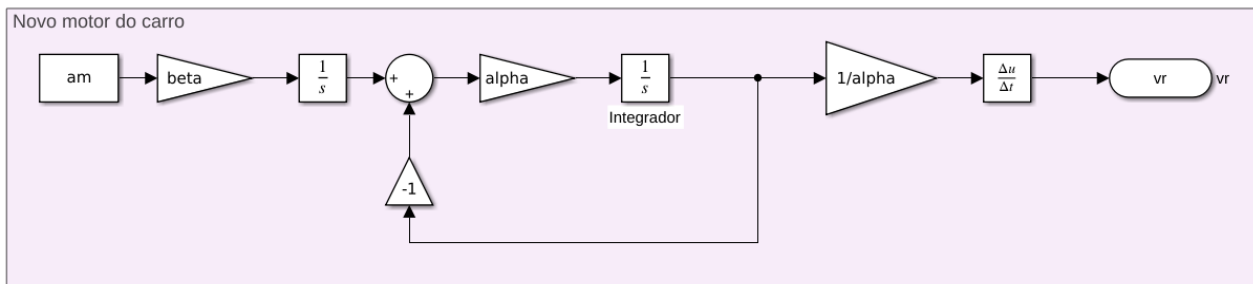 Novo motor do carro
am
beta
1
s
+
+
alpha
1
s
Integrador
1/alpha
Δu
Δt
vr
vr
-1